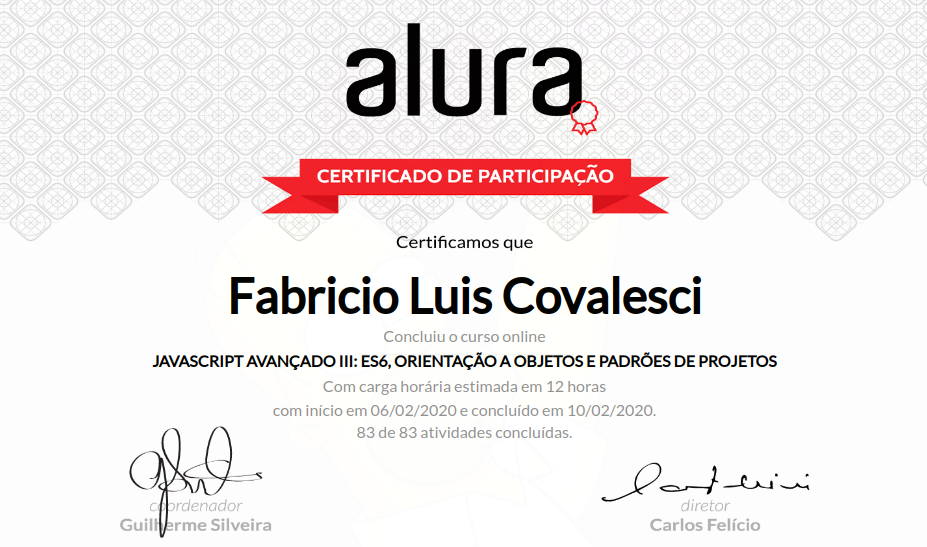 alura
CERTIFICADO DE PARTICIPAÇÃO
Certificamos que
Fabricio Luis Covalesci
Concluiu o curso online
JAVASCRIPT AVANÇADO III: ES6, ORIENTAÇÃO A OBJETOS E PADRÕES DE PROJETOS
Com carga horária estimada em 12 horas
com início em 06/02/2020 e concluído em 10/02/2020.
83 de 83 atividades concluídas.
coordenador
Guilherme Silveira
diretor
Carlos Felício